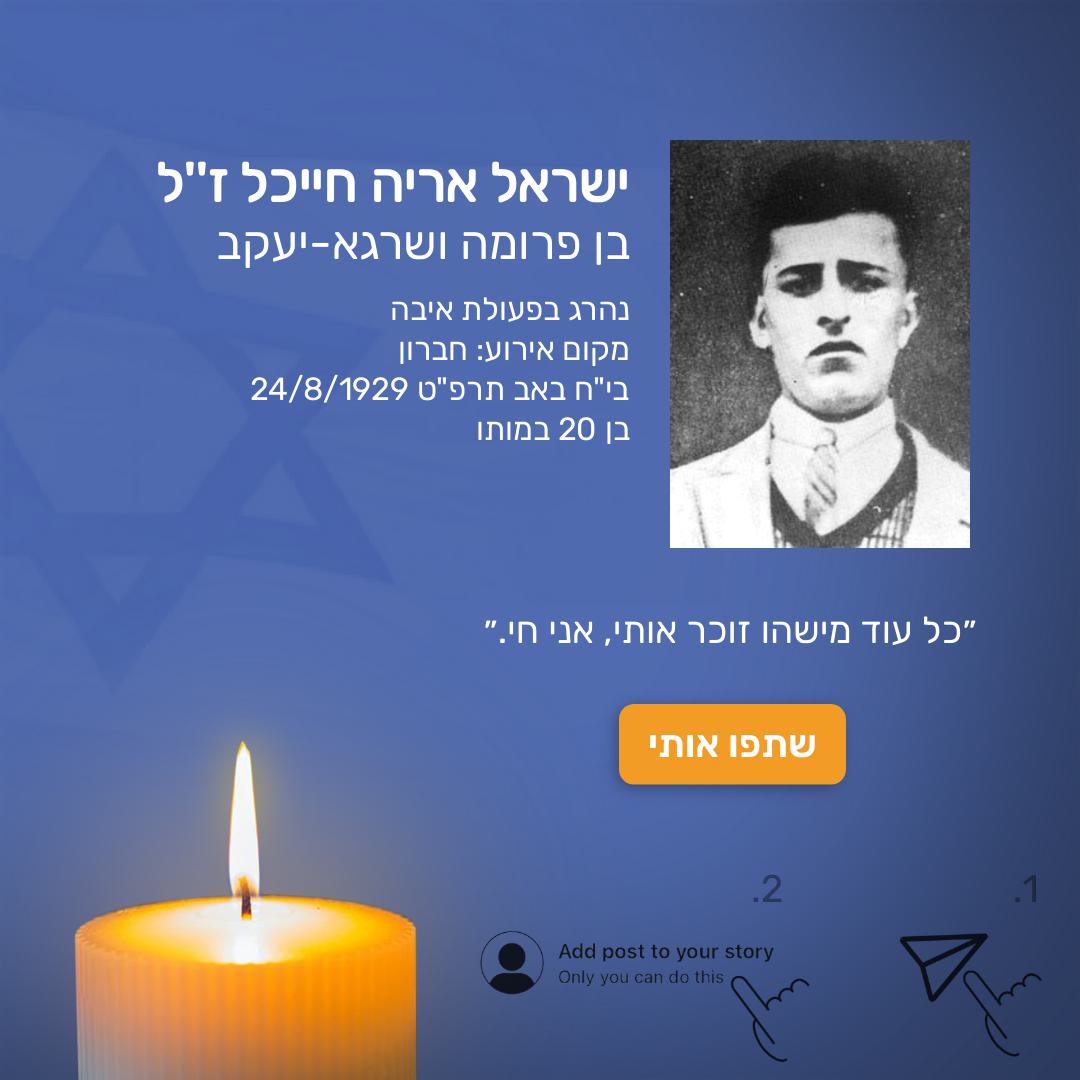 ישראל אריה חייכל ז"ל
בן פרומה ושרגא-יעקב
נהרג בפעולת איבה
מקום אירוע: חברון
בי"ח באב תרפ"ט 24/8/1929
בן 20 במותו
״כל עוד מישהו זוכר אותי, אני חי.״
שתפו אותי
1.
2.
Add post to your story
Only you can do this